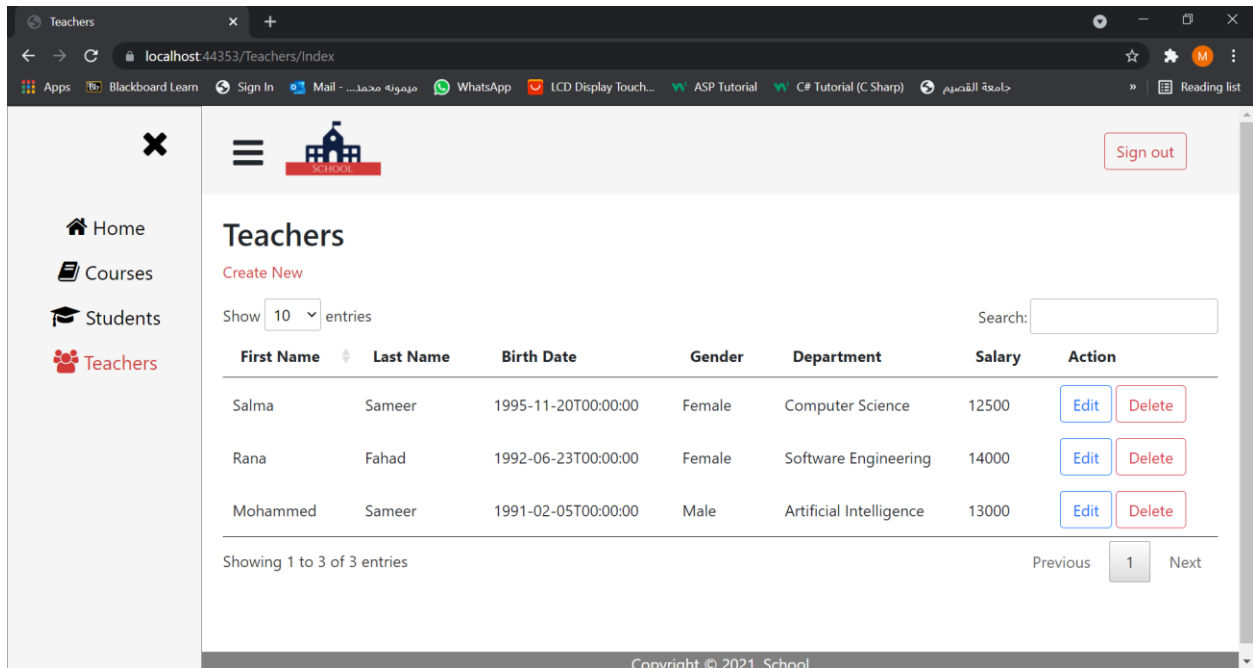 Teachers
localhost:44353/Teachers/Index
Apps Blackboard Learn Sign In Mail - ...ميمونه محمد WhatsApp LCD Display Touch... ASP Tutorial C# Tutorial (C Sharp) جامعة القصيم » Reading list
M
SCHOOL
Sign out
Home
Courses
Students
Teachers
Teachers
Create New
Show 10 entries Search:
First Name Last Name Birth Date Gender Department Salary Action
Salma Sameer 1995-11-20T00:00:00 Female Computer Science 12500 Edit Delete
Rana Fahad 1992-06-23T00:00:00 Female Software Engineering 14000 Edit Delete
Mohammed Sameer 1991-02-05T00:00:00 Male Artificial Intelligence 13000 Edit Delete
Showing 1 to 3 of 3 entries Previous 1 Next
Copyright © 2021 School